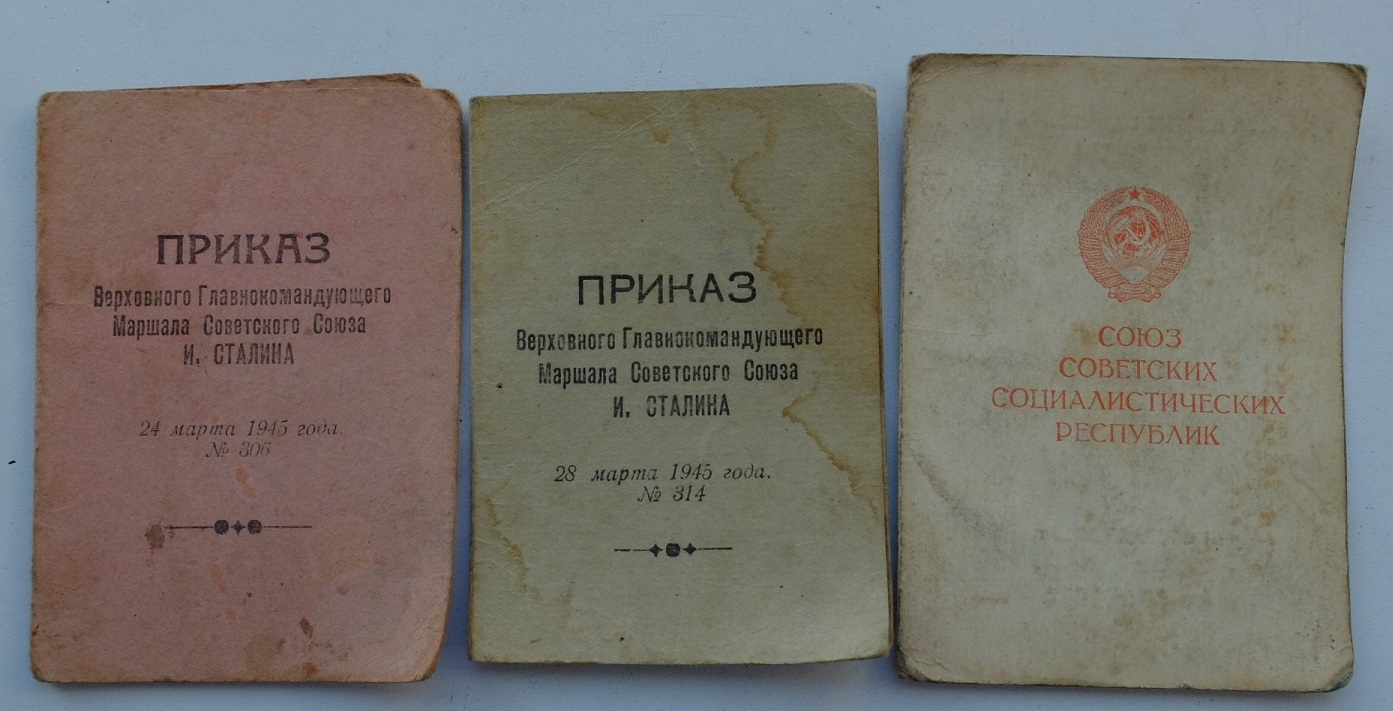 ПРИКАЗ
Верховного Главнокомандующего
Маршала Советского Союза
И. СТАЛИНА
24 марта 1945 года.
№ 306
ПРИКАЗ
Верховного Главнокомандующего
Маршала Советского Союза
И. СТАЛИНА
28 марта 1945 года.
№ 314
СОЮЗ
СОВЕТСКИХ
СОЦИАЛИСТИЧЕСКИХ
РЕСПУБЛИК